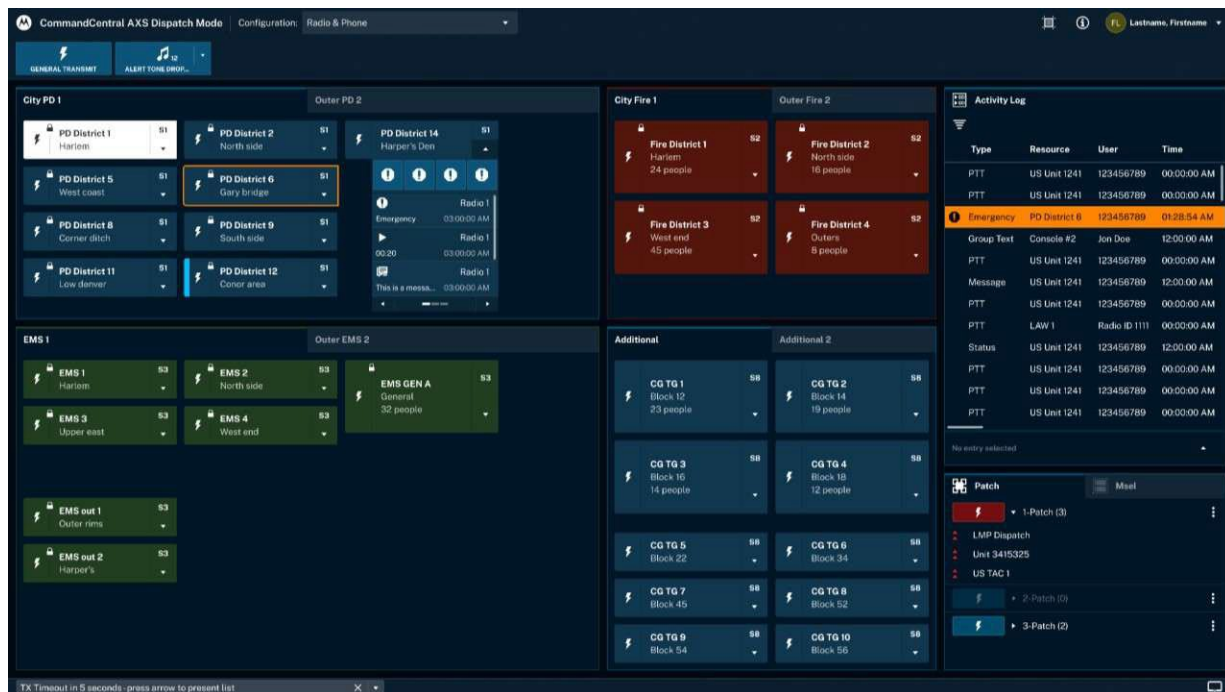 CommandCentral AXS Dispatch Mode Configuration: Radio & Phone FL Lastname, Firstname
GENERAL TRANSMIT
12
ALERT TONE DROP...
City PD 1 Outer PD 2
PD District 1 S1
Harlem
PD District 2 S1
North side
PD District 14 S1
Harper's Den
PD District 5 S1
West coast
PD District 6 S1
Gary bridge
PD District 8 S1
Corner ditch
PD District 9 S1
South side
PD District 11 S1
Low denver
PD District 12 S1
Conor area
Radio 1
Emergency 03:00:00 AM
Radio 1
00:20 03:00:00 AM
Radio 1
This is a messa... 03:00:00 AM
City Fire 1 Outer Fire 2
Fire District 1 S2
Harlem
24 people
Fire District 2 S2
North side
16 people
Fire District 3 S2
West end
45 people
Fire District 4 S2
Outers
8 people
EMS 1 Outer EMS 2
EMS 1 S3
Harlem
EMS 2 S3
North side
EMS GEN A S3
General
32 people
EMS 3 S3
Upper east
EMS 4 S3
West end
EMS out 1 S3
Outer rims
EMS out 2 S3
Harper's
Additional Additional 2
CG TG 1 S8
Block 12
23 people
CG TG 2 S8
Block 14
19 people
CG TG 3 S8
Block 16
14 people
CG TG 4 S8
Block 18
12 people
CG TG 5 S8
Block 22
CG TG 6 S8
Block 34
CG TG 7 S8
Block 45
CG TG 8 S8
Block 52
CG TG 9 S8
Block 54
CG TG 10 S8
Block 56
Activity Log
Type Resource User Time
PTT US Unit 1241 123456789 00:00:00 AM
PTT US Unit 1241 123456789 00:00:00 AM
Emergency PD District 6 123456789 01:28:54 AM
Group Text Console #2 Jon Doe 12:00:00 AM
PTT US Unit 1241 123456789 00:00:00 AM
Message US Unit 1241 123456789 12:00:00 AM
PTT US Unit 1241 123456789 00:00:00 AM
PTT LAW 1 Radio ID 1111 00:00:00 AM
Status US Unit 1241 123456789 12:00:00 AM
PTT US Unit 1241 123456789 00:00:00 AM
PTT US Unit 1241 123456789 00:00:00 AM
PTT US Unit 1241 123456789 00:00:00 AM
No entry selected
Patch Msel
1-Patch (3)
LMP Dispatch
Unit 3415325
US TAC 1
2-Patch (0)
3-Patch (2)
TX Timeout in 5 seconds - press arrow to present list